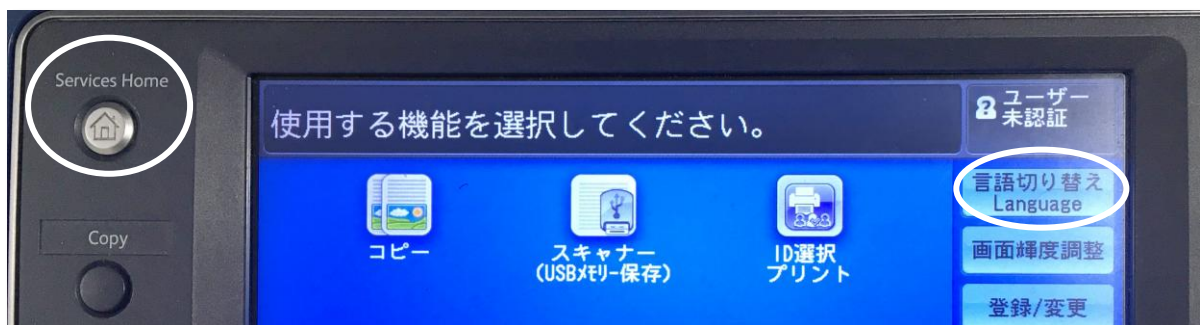 Services Home
使用する機能を選択してください。
ユーザー
未認証
言語切り替え
Language
コピー
スキャナー
(USBメモリー保存)
ID選択
プリント
Copy
画面輝度調整
登録/変更